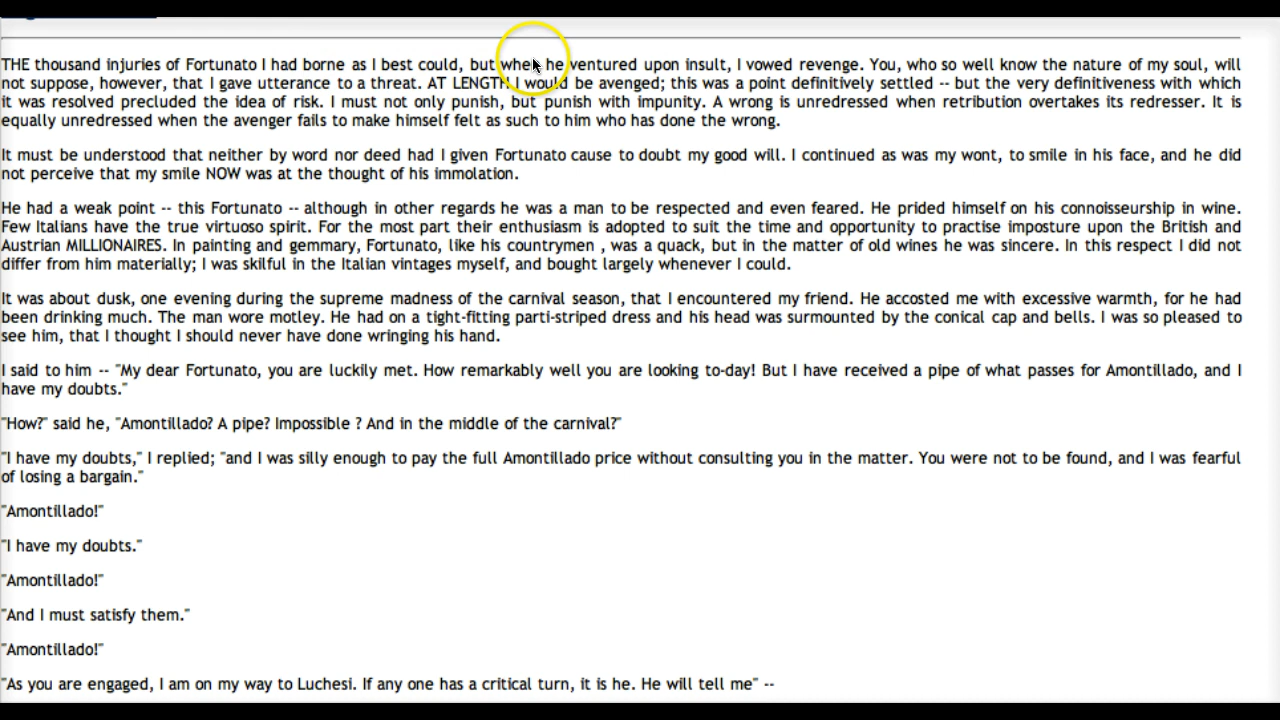 THE thousand injuries of Fortunato I had borne as I best could, but when he ventured upon insult, I vowed revenge. You, who so well know the nature of my soul, will
not suppose, however, that I gave utterance to a threat. AT LENGTH I would be avenged; this was a point definitively settled -- but the very definitiveness with which
it was resolved precluded the idea of risk. I must not only punish, but punish with impunity. A wrong is unredressed when retribution overtakes its redresser. It is
equally unredressed when the avenger fails to make himself felt as such to him who has done the wrong.
It must be understood that neither by word nor deed had I given Fortunato cause to doubt my good will. I continued as was my wont, to smile in his face, and he did
not perceive that my smile NOW was at the thought of his immolation.
He had a weak point -- this Fortunato -- although in other regards he was a man to be respected and even feared. He prided himself on his connoisseurship in wine.
Few Italians have the true virtuoso spirit. For the most part their enthusiasm is adopted to suit the time and opportunity to practise imposture upon the British and
Austrian MILLIONAIRES. In painting and gemmary, Fortunato, like his countrymen , was a quack, but in the matter of old wines he was sincere. In this respect I did not
differ from him materially; I was skilful in the Italian vintages myself, and bought largely whenever I could.
It was about dusk, one evening during the supreme madness of the carnival season, that I encountered my friend. He accosted me with excessive warmth, for he had
been drinking much. The man wore motley. He had on a tight-fitting parti-striped dress and his head was surmounted by the conical cap and bells. I was so pleased to
see him, that I thought I should never have done wringing his hand.
I said to him -- "My dear Fortunato, you are luckily met. How remarkably well you are looking to-day! But I have received a pipe of what passes for Amontillado, and I
have my doubts."
"How?" said he, "Amontillado? A pipe? Impossible ? And in the middle of the carnival?"
"I have my doubts," I replied; "and I was silly enough to pay the full Amontillado price without consulting you in the matter. You were not to be found, and I was fearful
of losing a bargain."
"Amontillado!"
"I have my doubts."
"Amontillado!"
"And I must satisfy them."
"Amontillado!"
"As you are engaged, I am on my way to Luchesi. If any one has a critical turn, it is he. He will tell me" --